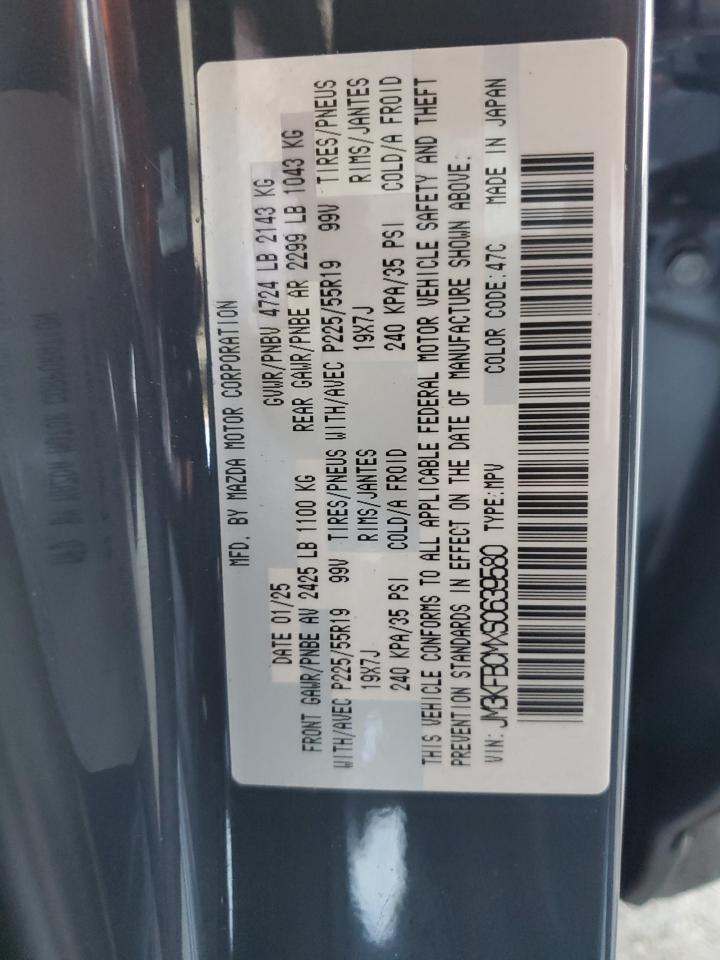 MFD. BY MAZDA MOTOR CORPORATION
DATE 01/25 GVWR/PNBV 4724 LB 2143 KG
FRONT GAWR/PNBE AV 2425 LB 1100 KG REAR GAWR/PNBE AR 2299 LB 1043 KG
WITH/AVEC P225/55R19 99V TIRES/PNEUS WITH/AVEC P225/55R19 99V TIRES/PNEUS
19X7J RIMS/JANTES 19X7J RIMS/JANTES
240 KPA/35 PSI COLD/A FROID 240 KPA/35 PSI COLD/A FROID
THIS VEHICLE CONFORMS TO ALL APPLICABLE FEDERAL MOTOR VEHICLE SAFETY AND THEFT
PREVENTION STANDARDS IN EFFECT ON THE DATE OF MANUFACTURE SHOWN ABOVE.
VIN: JM3KFBCMXS0639580 TYPE:MPV COLOR CODE:47C MADE IN JAPAN